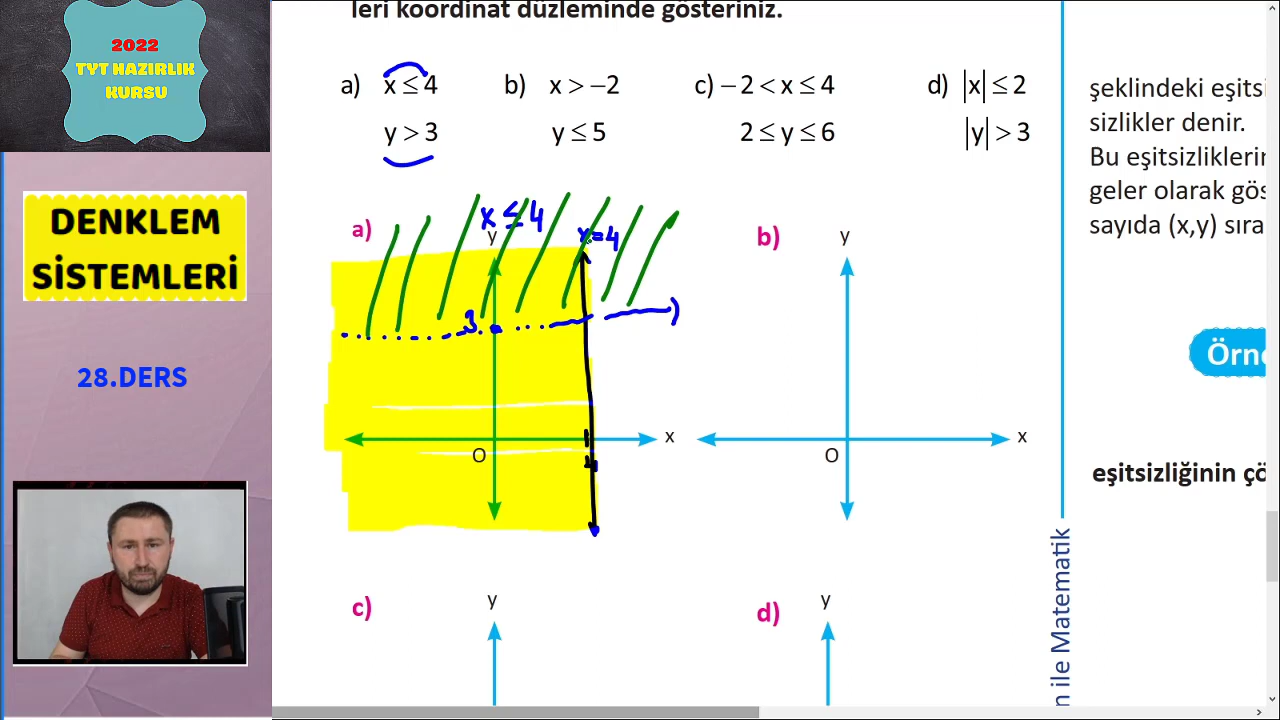 2022
TYT HAZIRLIK
KURSU
DENKLEM
SİSTEMLERİ
28.DERS
leri koordinat düzleminde gösteriniz.
a) x ≤ 4 b) x > −2 c) − 2 < x ≤ 4 d) |x| ≤ 2
y > 3 y ≤ 5 2 ≤ y ≤ 6 |y| > 3
a) x ≤ 4
y
x=4
3
x
O
4
b)
y
x
O
c)
y
d)
y
şeklindeki eşitsi
sizlikler denir.
Bu eşitsizliklerin
geler olarak gös
sayıda (x,y) sıra
Örne
eşitsizliğinin çö
n ile Matematik